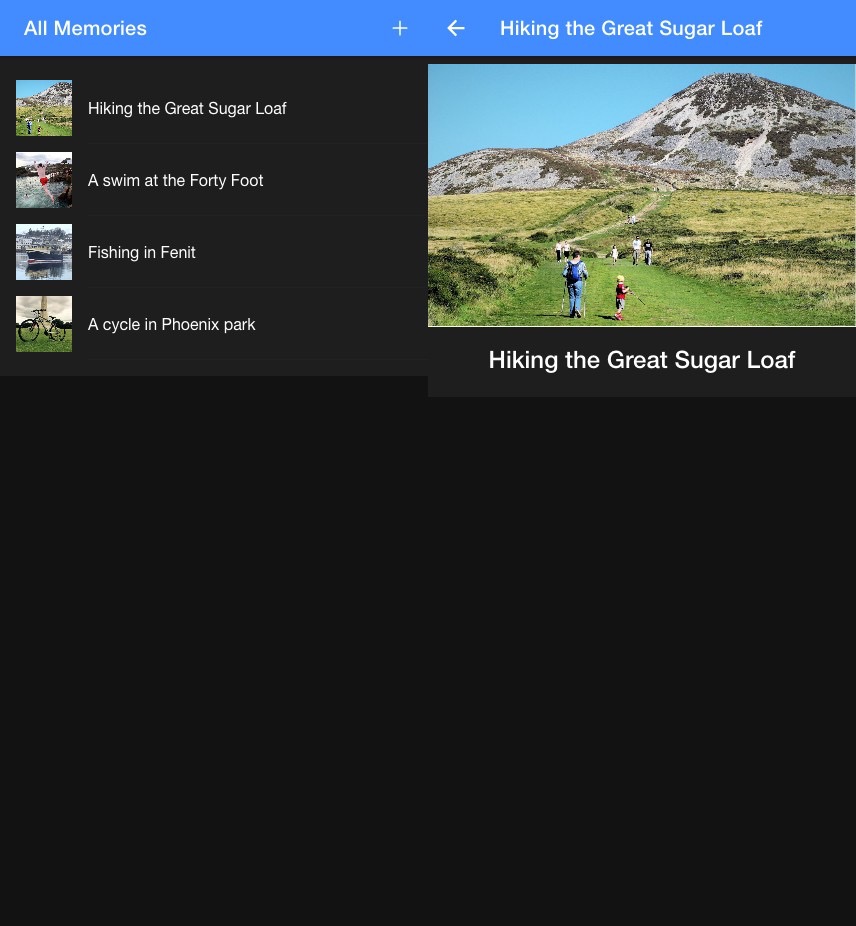 All Memories
Hiking the Great Sugar Loaf
A swim at the Forty Foot
Fishing in Fenit
A cycle in Phoenix park
Hiking the Great Sugar Loaf
Hiking the Great Sugar Loaf